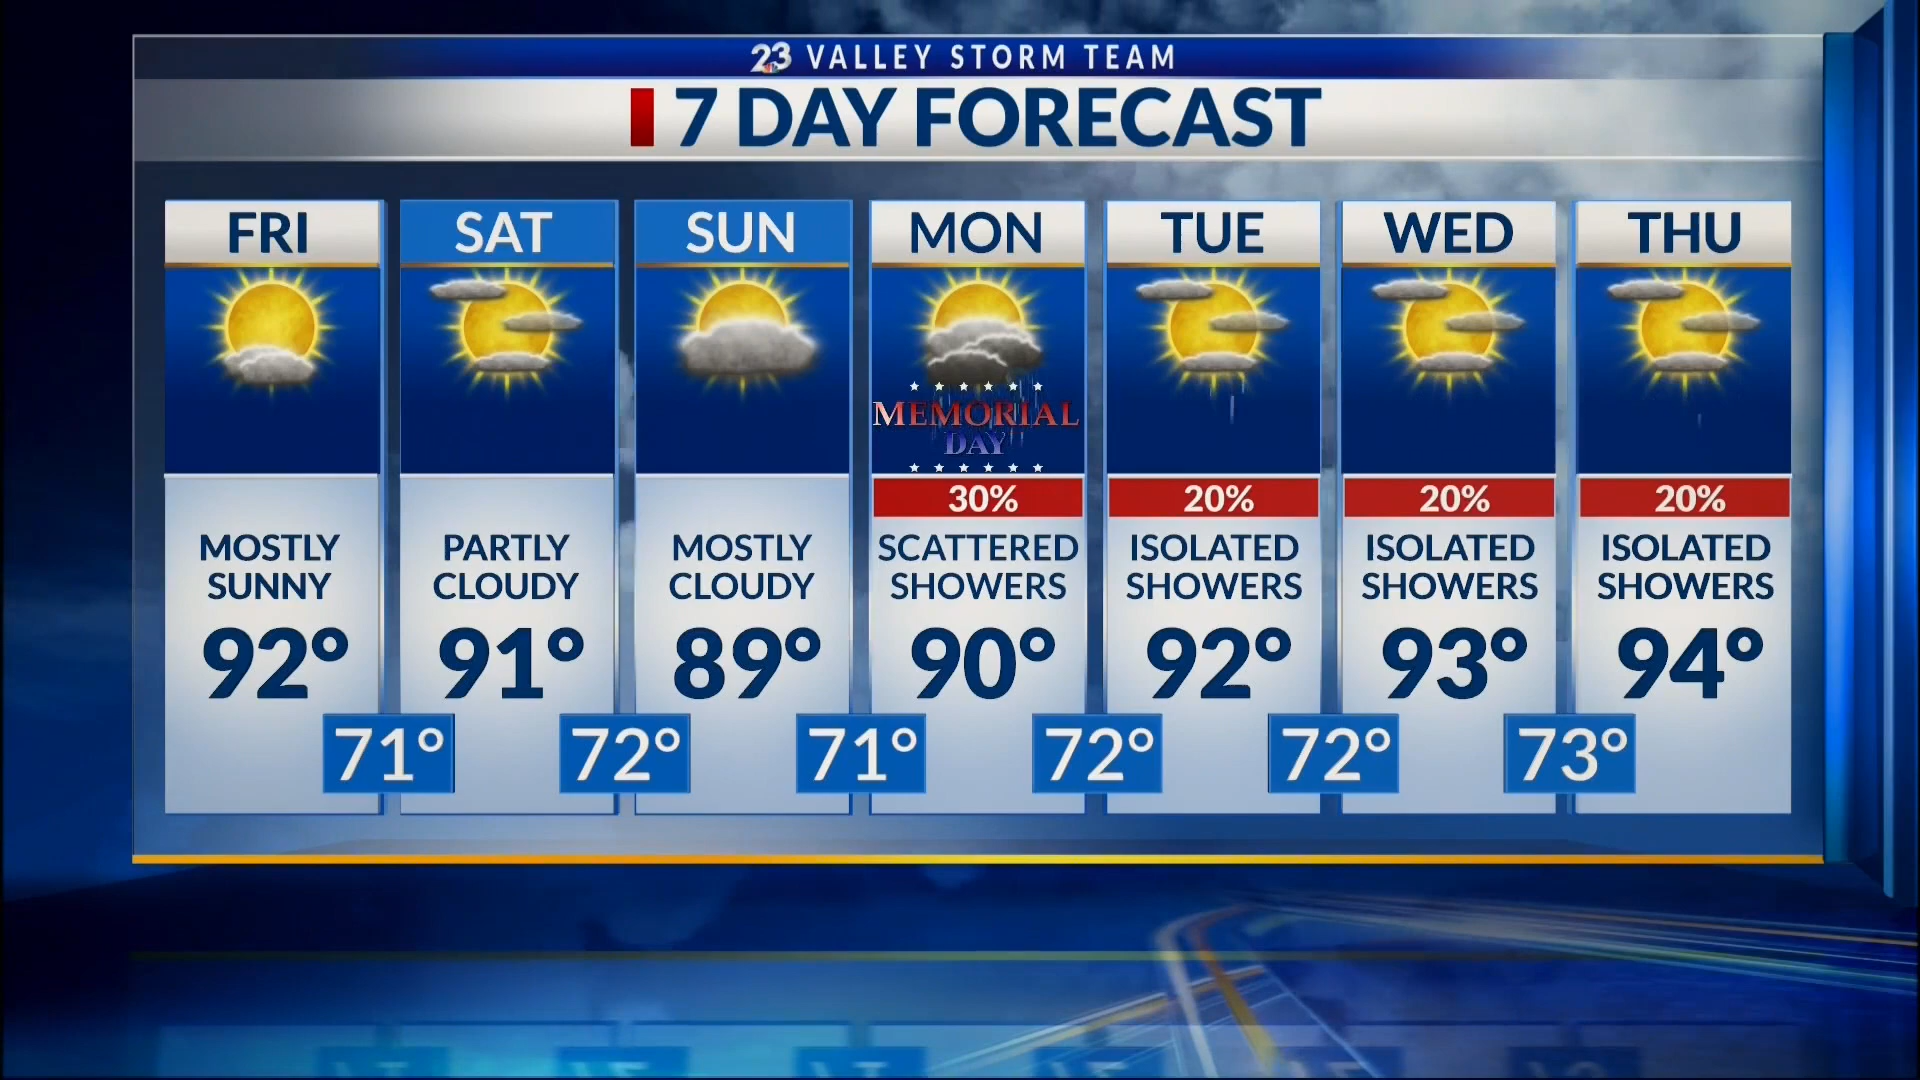 23 VALLEY STORM TEAM
7 DAY FORECAST
FRI
MOSTLY
SUNNY
92°
71°
SAT
PARTLY
CLOUDY
91°
72°
SUN
MOSTLY
CLOUDY
89°
71°
MON
MEMORIAL
DAY
30%
SCATTERED
SHOWERS
90°
72°
TUE
20%
ISOLATED
SHOWERS
92°
72°
WED
20%
ISOLATED
SHOWERS
93°
73°
THU
20%
ISOLATED
SHOWERS
94°